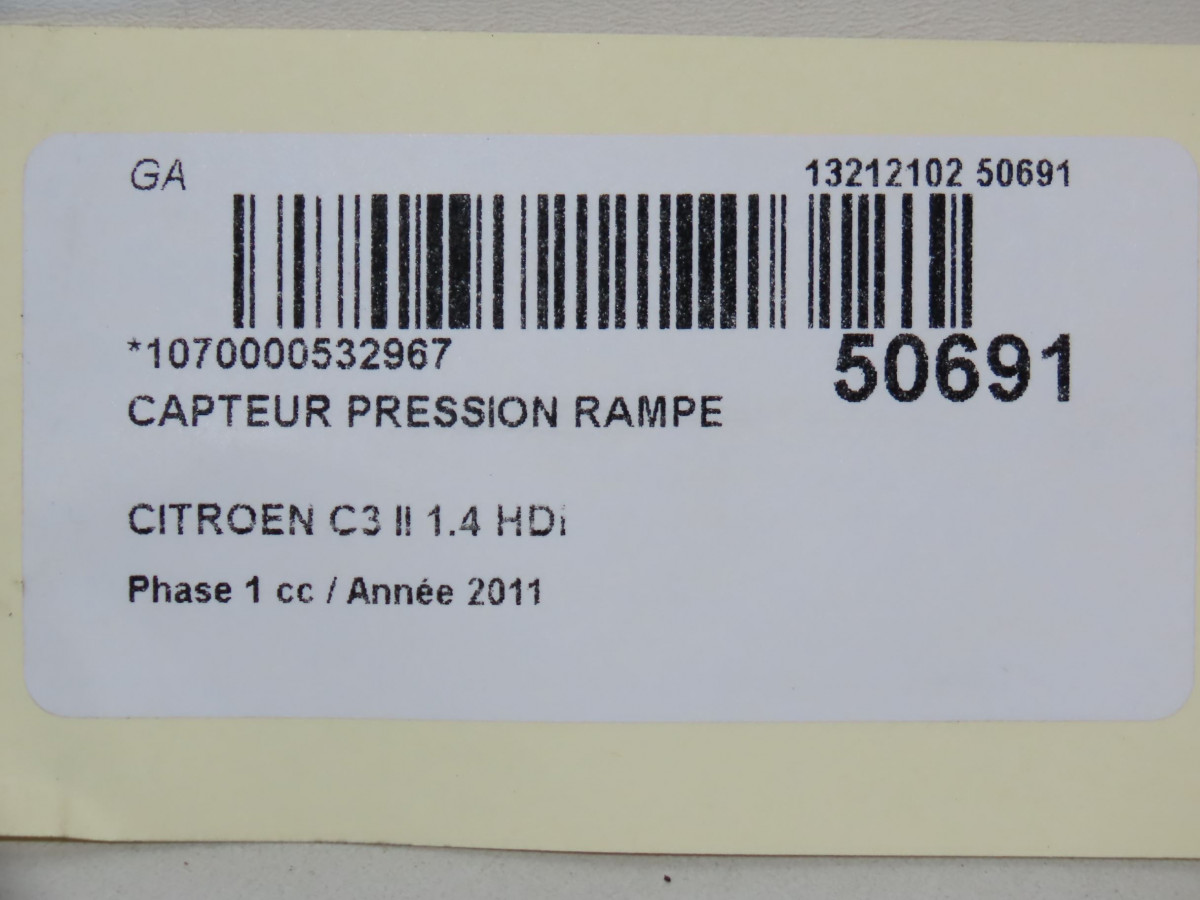 GA 13212102 50691
*1070000532967 50691
CAPTEUR PRESSION RAMPE
CITROEN C3 II 1.4 HDi
Phase 1 cc / Année 2011